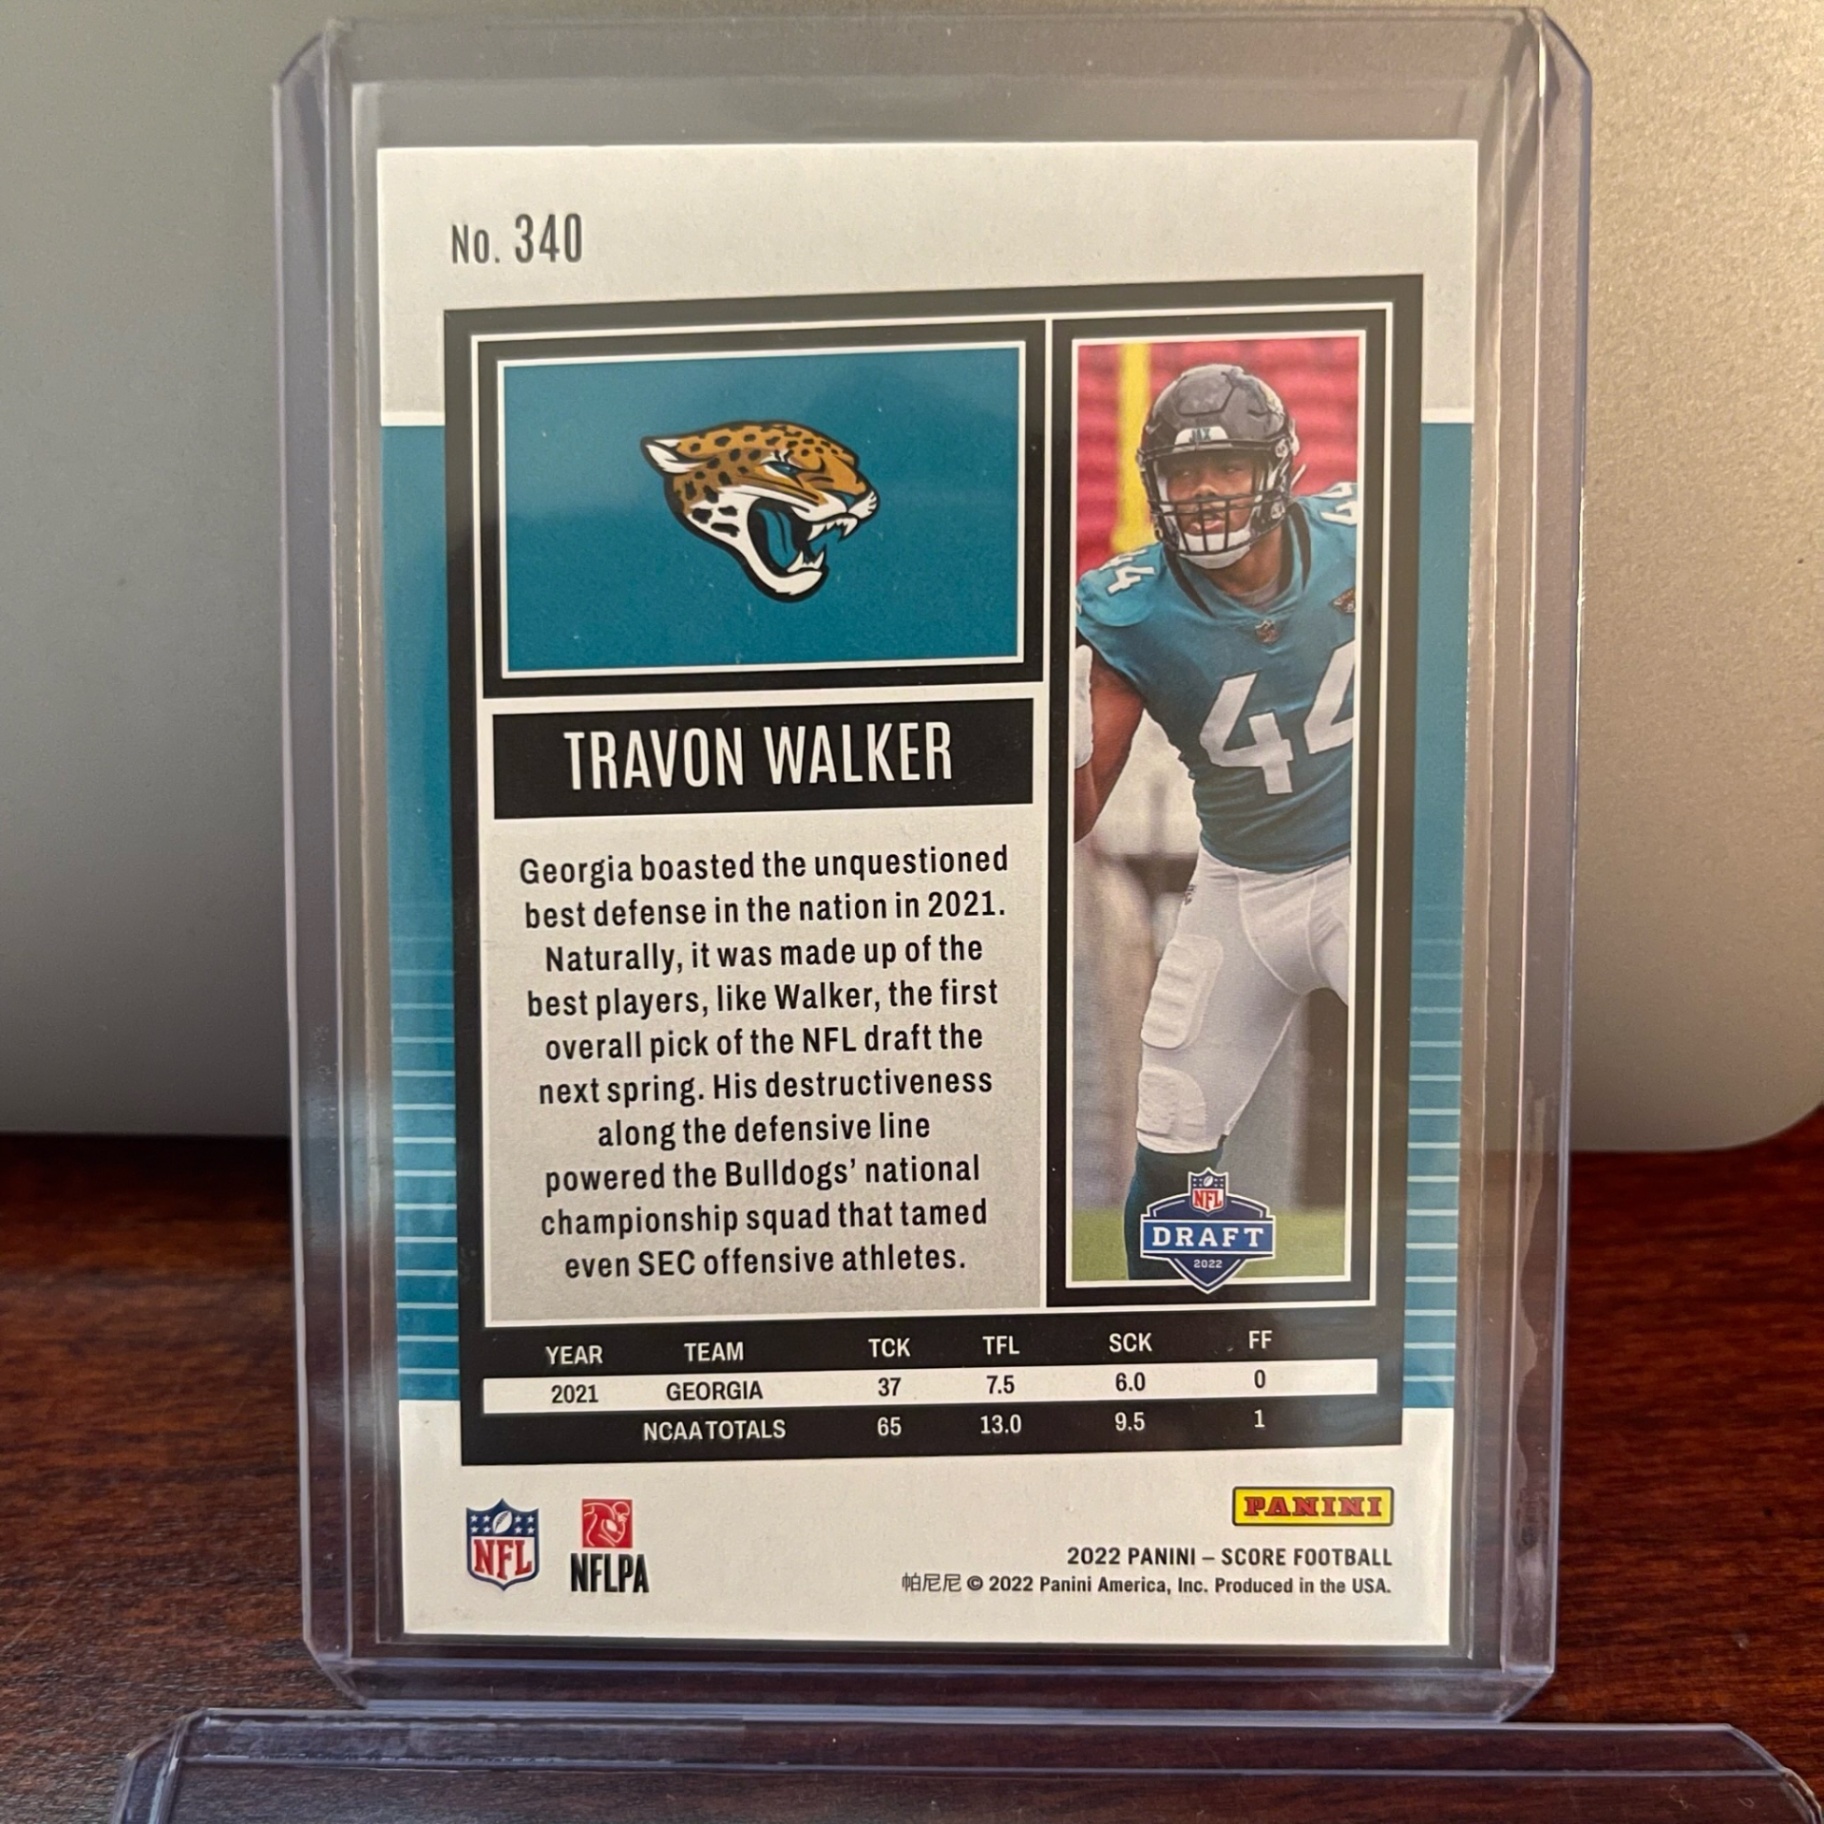 No. 340
JAX
44
44
TRAVON WALKER
Georgia boasted the unquestioned
best defense in the nation in 2021.
Naturally, it was made up of the
best players, like Walker, the first
overall pick of the NFL draft the
next spring. His destructiveness
along the defensive line
powered the Bulldogs’ national
championship squad that tamed
even SEC offensive athletes.
NFL
DRAFT
2022
YEAR TEAM TCK TFL SCK FF
2021 GEORGIA 37 7.5 6.0 0
NCAA TOTALS 65 13.0 9.5 1
NFL
NFLPA
PANINI
2022 PANINI – SCORE FOOTBALL
帕尼尼 © 2022 Panini America, Inc. Produced in the USA.